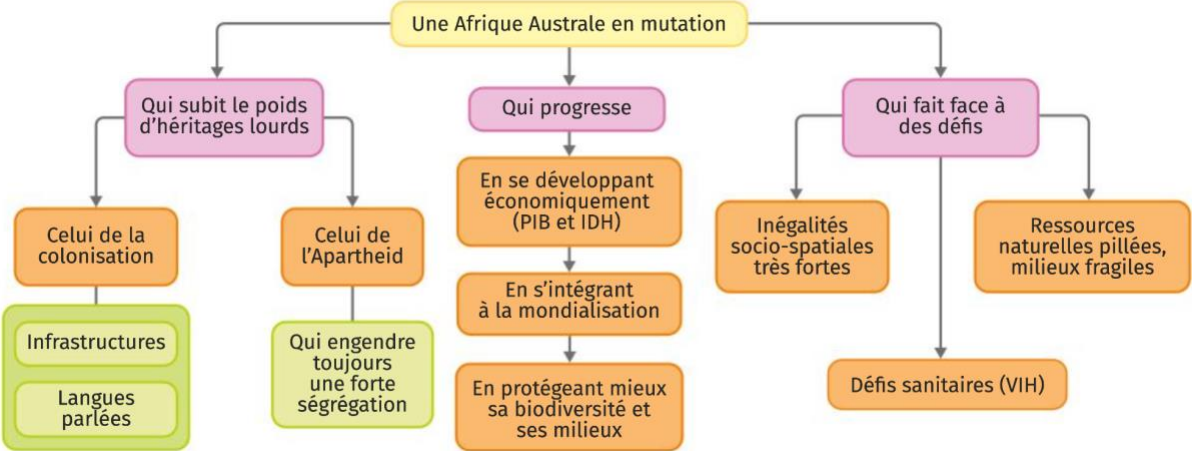 Une Afrique Australe en mutation
Qui subit le poids
d'héritages lourds
Celui de la
colonisation
Infrastructures
Langues
parlées
Celui de
l'Apartheid
Qui engendre
toujours
une forte
ségrégation
Qui progresse
En se développant
économiquement
(PIB et IDH)
En s'intégrant
à la mondialisation
En protégeant mieux
sa biodiversité et
ses milieux
Qui fait face à
des défis
Inégalités
socio-spatiales
très fortes
Défis sanitaires (VIH)
Ressources
naturelles pillées,
milieux fragiles